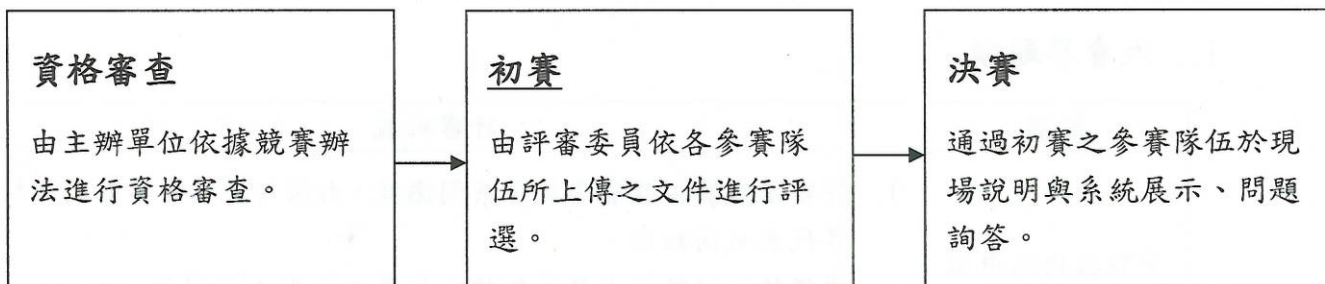 資格審查
由主辦單位依據競賽辦
法進行資格審查。
初賽
由評審委員依各參賽隊
伍所上傳之文件進行評
選。
決賽
通過初賽之參賽隊伍於現
場說明與系統展示、問題
詢答。